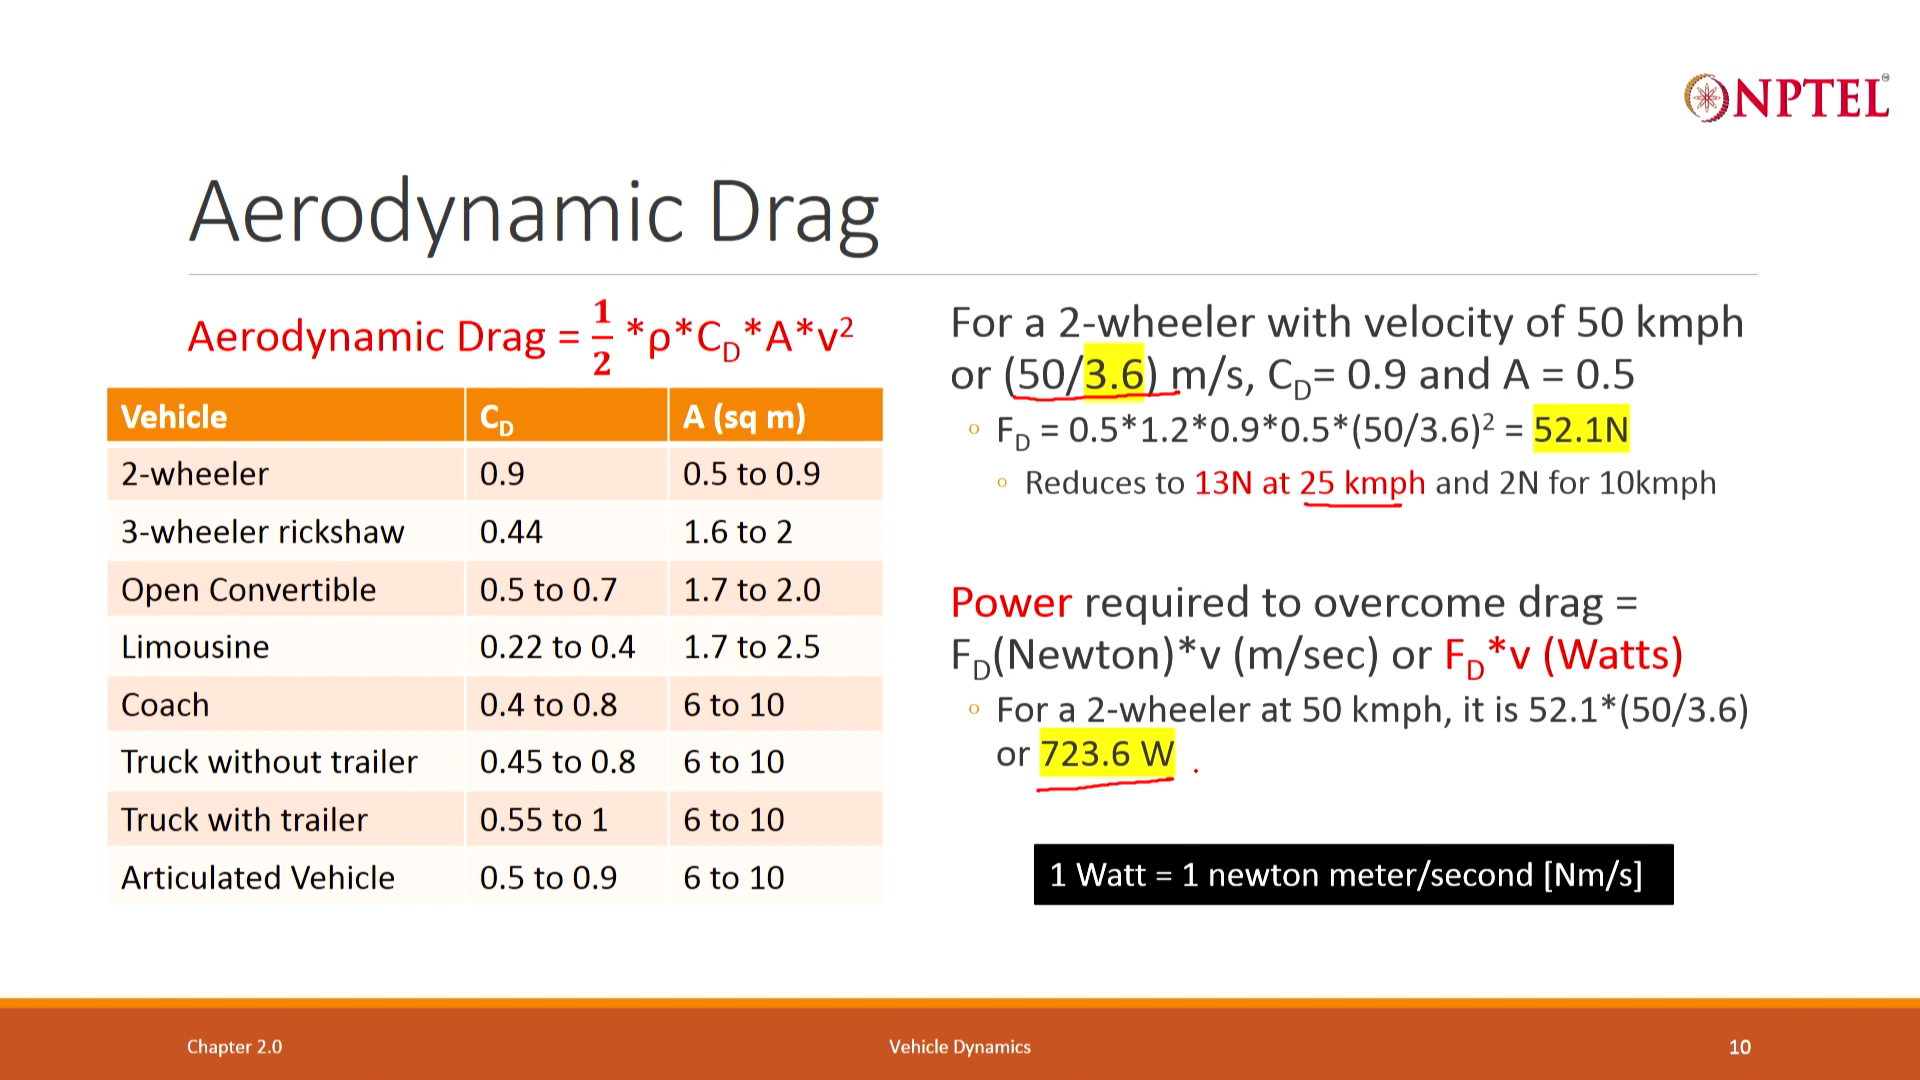 NPTEL™
Aerodynamic Drag
Aerodynamic Drag = 1/2 *ρ*C_D*A*v²
Vehicle C_D A (sq m)
2-wheeler 0.9 0.5 to 0.9
3-wheeler rickshaw 0.44 1.6 to 2
Open Convertible 0.5 to 0.7 1.7 to 2.0
Limousine 0.22 to 0.4 1.7 to 2.5
Coach 0.4 to 0.8 6 to 10
Truck without trailer 0.45 to 0.8 6 to 10
Truck with trailer 0.55 to 1 6 to 10
Articulated Vehicle 0.5 to 0.9 6 to 10
For a 2-wheeler with velocity of 50 kmph
or (50/3.6) m/s, C_D= 0.9 and A = 0.5
F_D = 0.5*1.2*0.9*0.5*(50/3.6)² = 52.1N
Reduces to 13N at 25 kmph and 2N for 10kmph
Power required to overcome drag =
F_D(Newton)*v (m/sec) or F_D*v (Watts)
For a 2-wheeler at 50 kmph, it is 52.1*(50/3.6)
or 723.6 W
1 Watt = 1 newton meter/second [Nm/s]
Chapter 2.0
Vehicle Dynamics
10